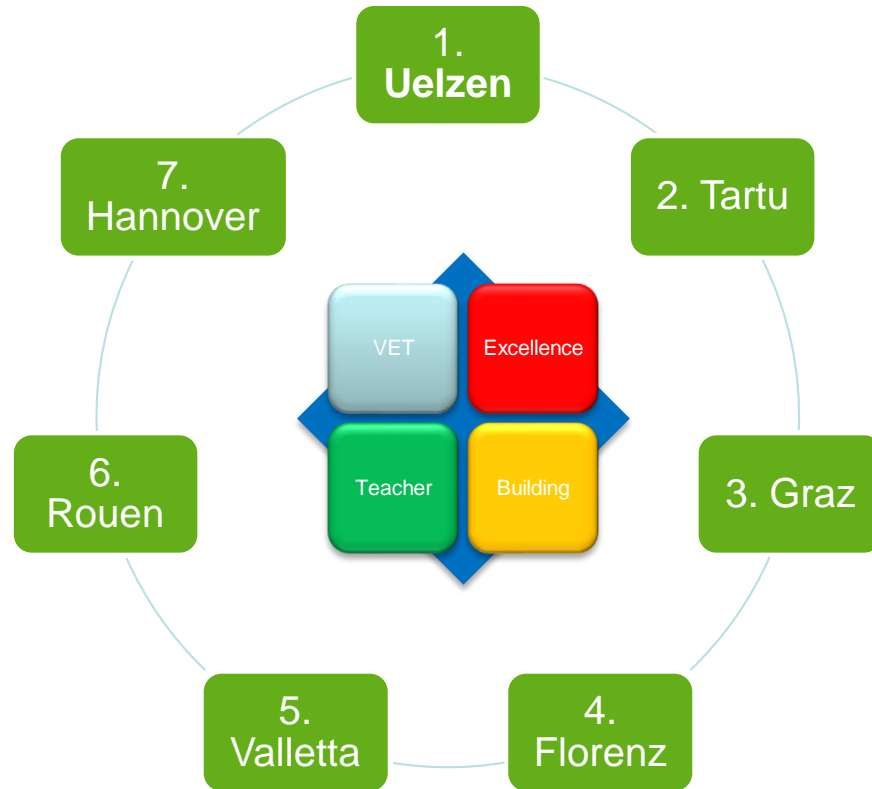 1.
Uelzen
2. Tartu
3. Graz
4.
Florenz
5.
Valletta
6.
Rouen
7.
Hannover
VET
Excellence
Teacher
Building